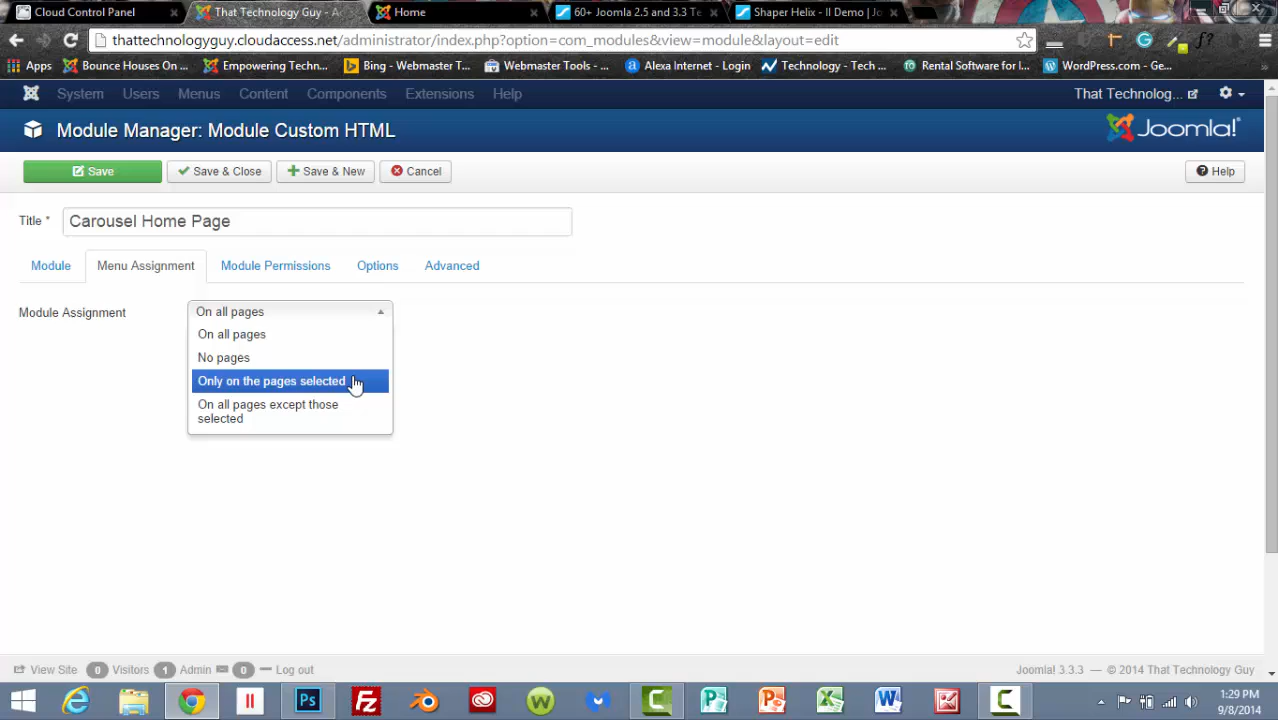 Cloud Control Panel × That Technology Guy - A × Home × 60+ Joomla 2.5 and 3.3 Te × Shaper Helix - II Demo | Jo ×
thattechnologyguy.cloudaccess.net/administrator/index.php?option=com_modules&view=module&layout=edit
Apps Bounce Houses On ... Empowering Techn... Bing - Webmaster T... Webmaster Tools - ... Alexa Internet - Login Technology - Tech ... Rental Software for I... WordPress.com - Ge...
System Users Menus Content Components Extensions Help That Technolog...
Module Manager: Module Custom HTML Joomla!
Save Save & Close Save & New Cancel Help
Title * Carousel Home Page
Module Menu Assignment Module Permissions Options Advanced
Module Assignment On all pages
On all pages
No pages
Only on the pages selected
On all pages except those
selected
View Site 0 Visitors 1 Admin 0 Log out Joomla! 3.3.3 — © 2014 That Technology Guy
1:29 PM
9/8/2014